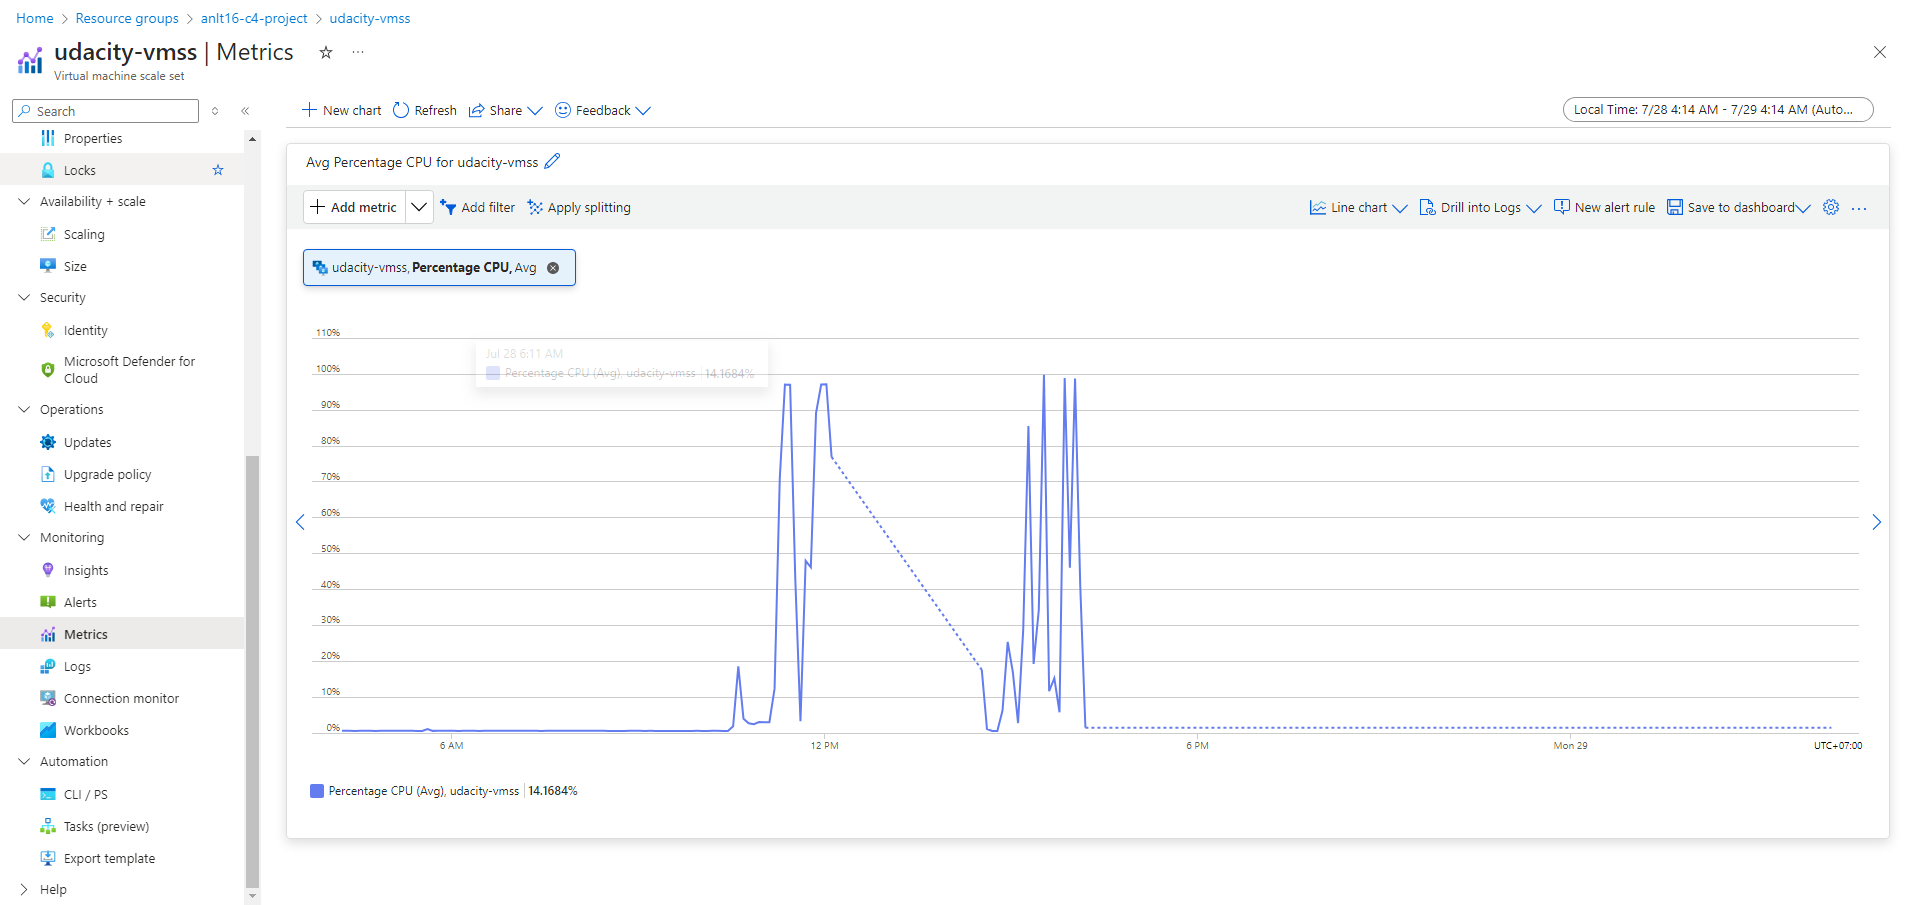 Home > Resource groups > anlt16-c4-project > udacity-vmss
udacity-vmss | Metrics
Virtual machine scale set
Search
Properties
Locks
Availability + scale
Scaling
Size
Security
Identity
Microsoft Defender for
Cloud
Operations
Updates
Upgrade policy
Health and repair
Monitoring
Insights
Alerts
Metrics
Logs
Connection monitor
Workbooks
Automation
CLI / PS
Tasks (preview)
Export template
Help
New chart Refresh Share Feedback
Local Time: 7/28 4:14 AM - 7/29 4:14 AM (Auto...
Avg Percentage CPU for udacity-vmss
Add metric Add filter Apply splitting Line chart Drill into Logs New alert rule Save to dashboard
udacity-vmss, Percentage CPU, Avg
110%
100%
90%
80%
70%
60%
50%
40%
30%
20%
10%
0%
Jul 28 6:11 AM
Percentage CPU (Avg), udacity-vmss | 14.1684%
6 AM 12 PM 6 PM Mon 29 UTC+07:00
Percentage CPU (Avg), udacity-vmss | 14.1684%